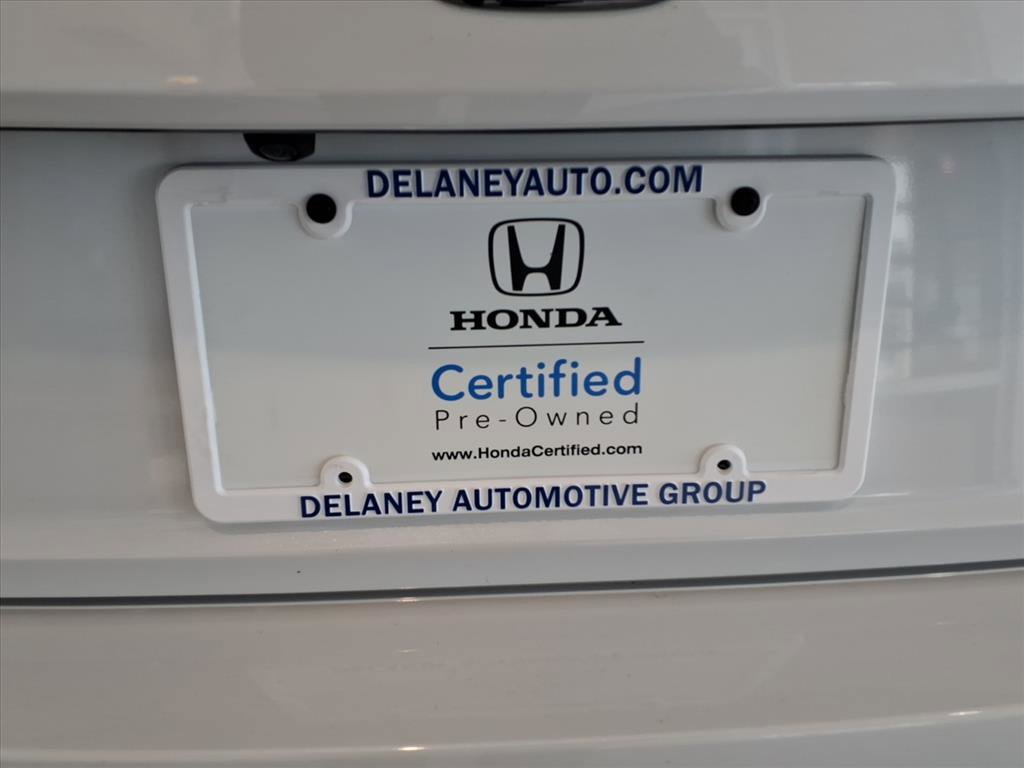 DELANEYAUTO.COM
HONDA
Certified
Pre-Owned
www.HondaCertified.com
DELANEY AUTOMOTIVE GROUP